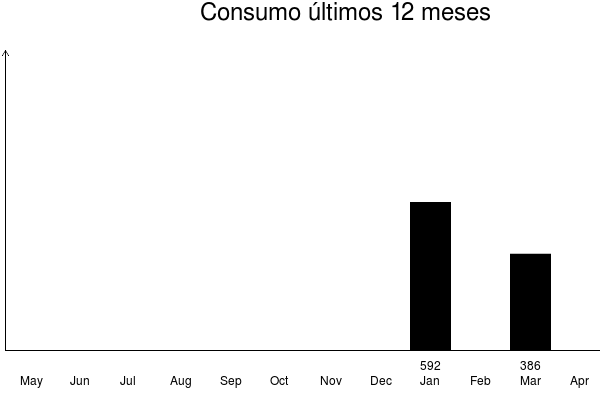 Consumo últimos 12 meses
592 386
May Jun Jul Aug Sep Oct Nov Dec Jan Feb Mar Apr